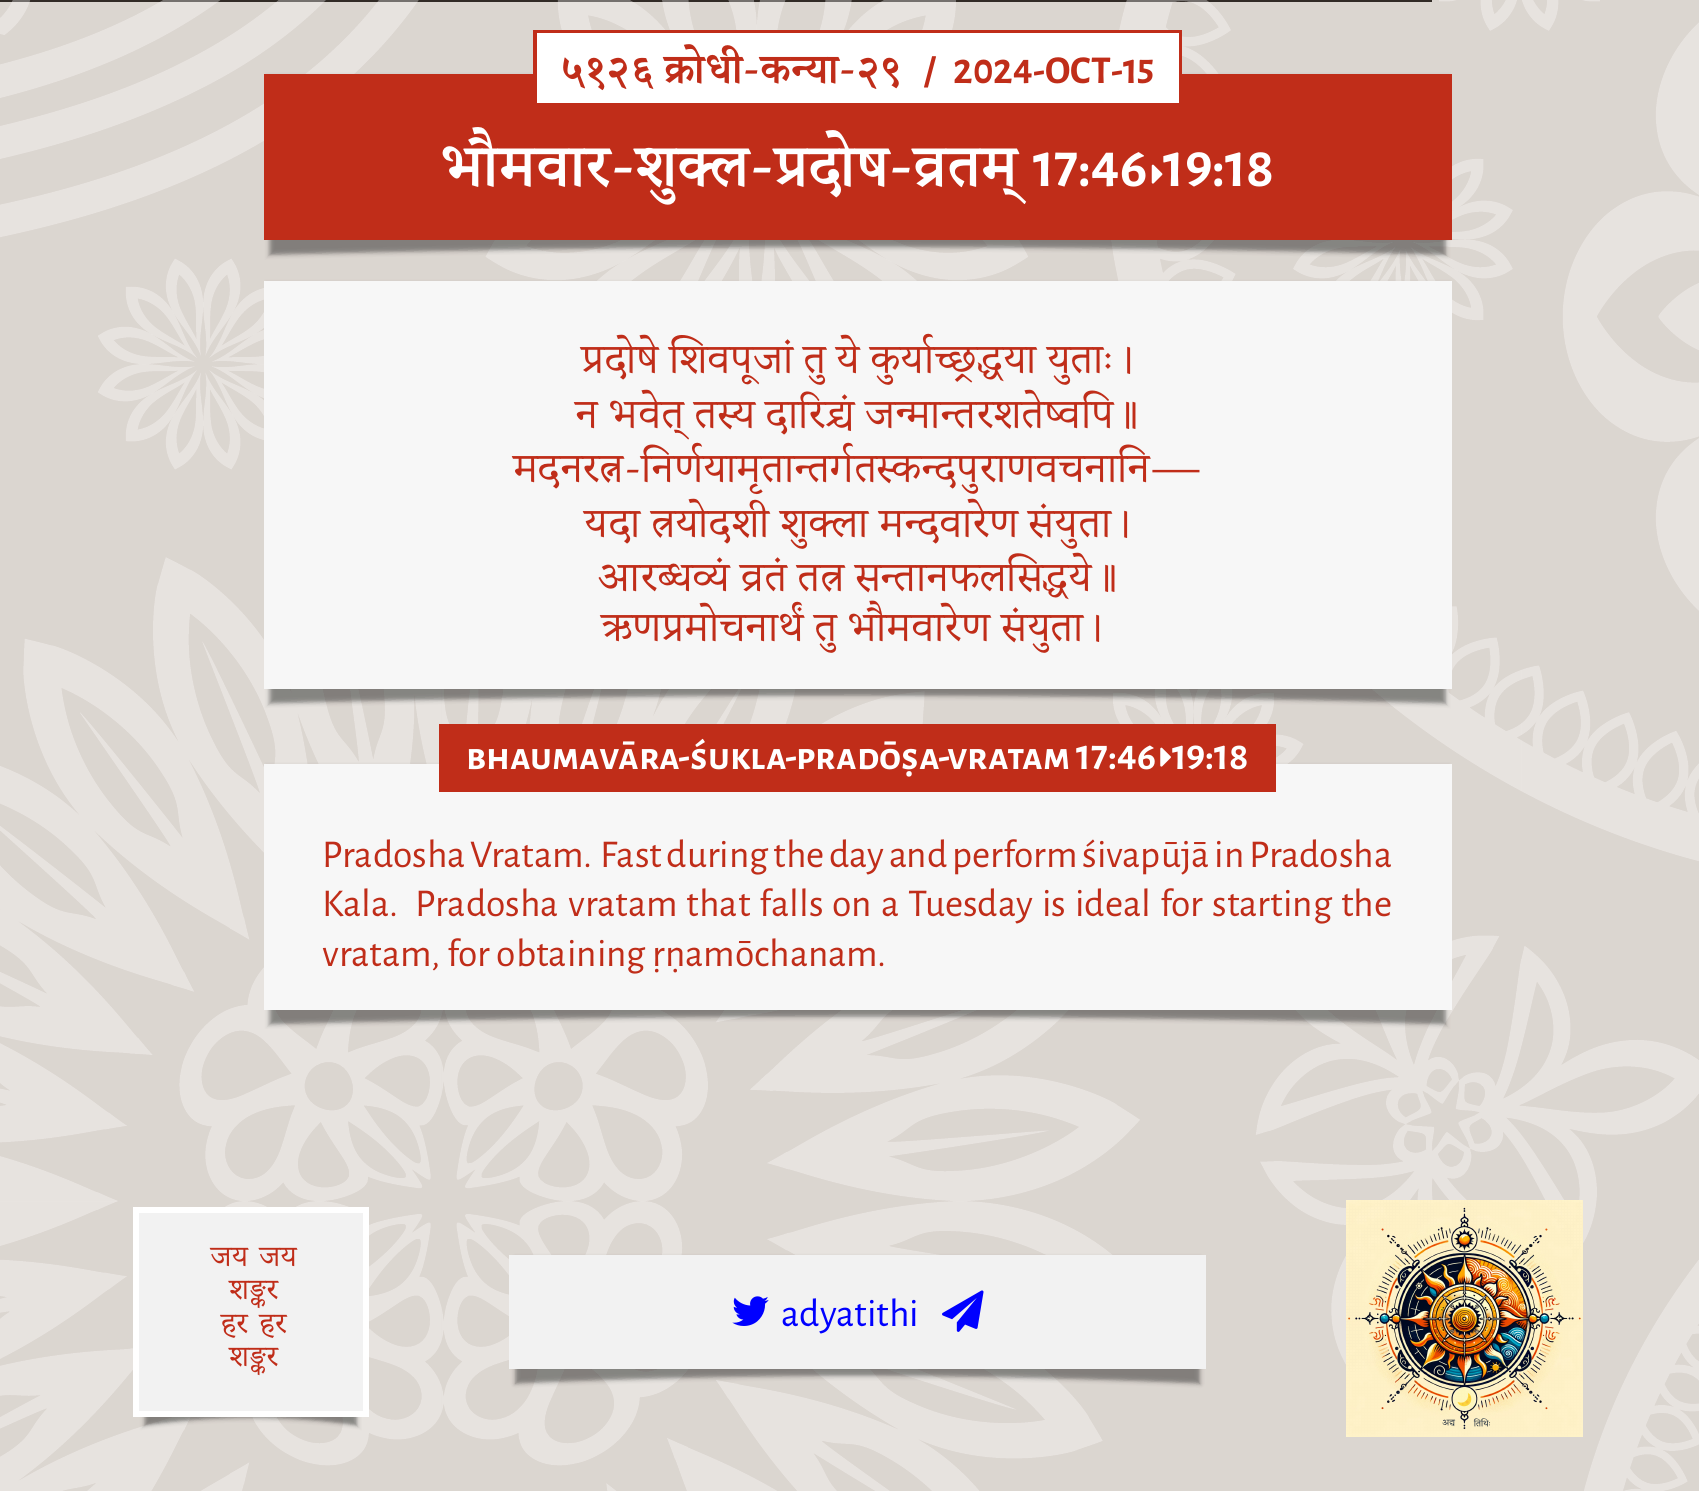 ५१२६ क्रोधी-कन्या-२९ / 2024-OCT-15
भौमवार-शुक्ल-प्रदोष-व्रतम् 17:46▸19:18
प्रदोषे शिवपूजां तु ये कुर्याच्छ्रद्धया युताः।
न भवेत् तस्य दारिद्र्यं जन्मान्तरशतेष्वपि॥
मदनरत्न-निर्णयामृतान्तर्गतस्कन्दपुराणवचनानि—
यदा त्रयोदशी शुक्ला मन्दवारेण संयुता।
आरब्धव्यं व्रतं तत्र सन्तानफलसिद्धये॥
ऋणप्रमोचनार्थं तु भौमवारेण संयुता।
BHAUMAVĀRA-ŚUKLA-PRADŌṢA-VRATAM 17:46▸19:18
Pradosha Vratam. Fast during the day and perform śivapūjā in Pradosha
Kala. Pradosha vratam that falls on a Tuesday is ideal for starting the
vratam, for obtaining ṛṇamōchanam.
जय जय
शङ्कर
हर हर
शङ्कर
adyatithi
अद्य तिथिः